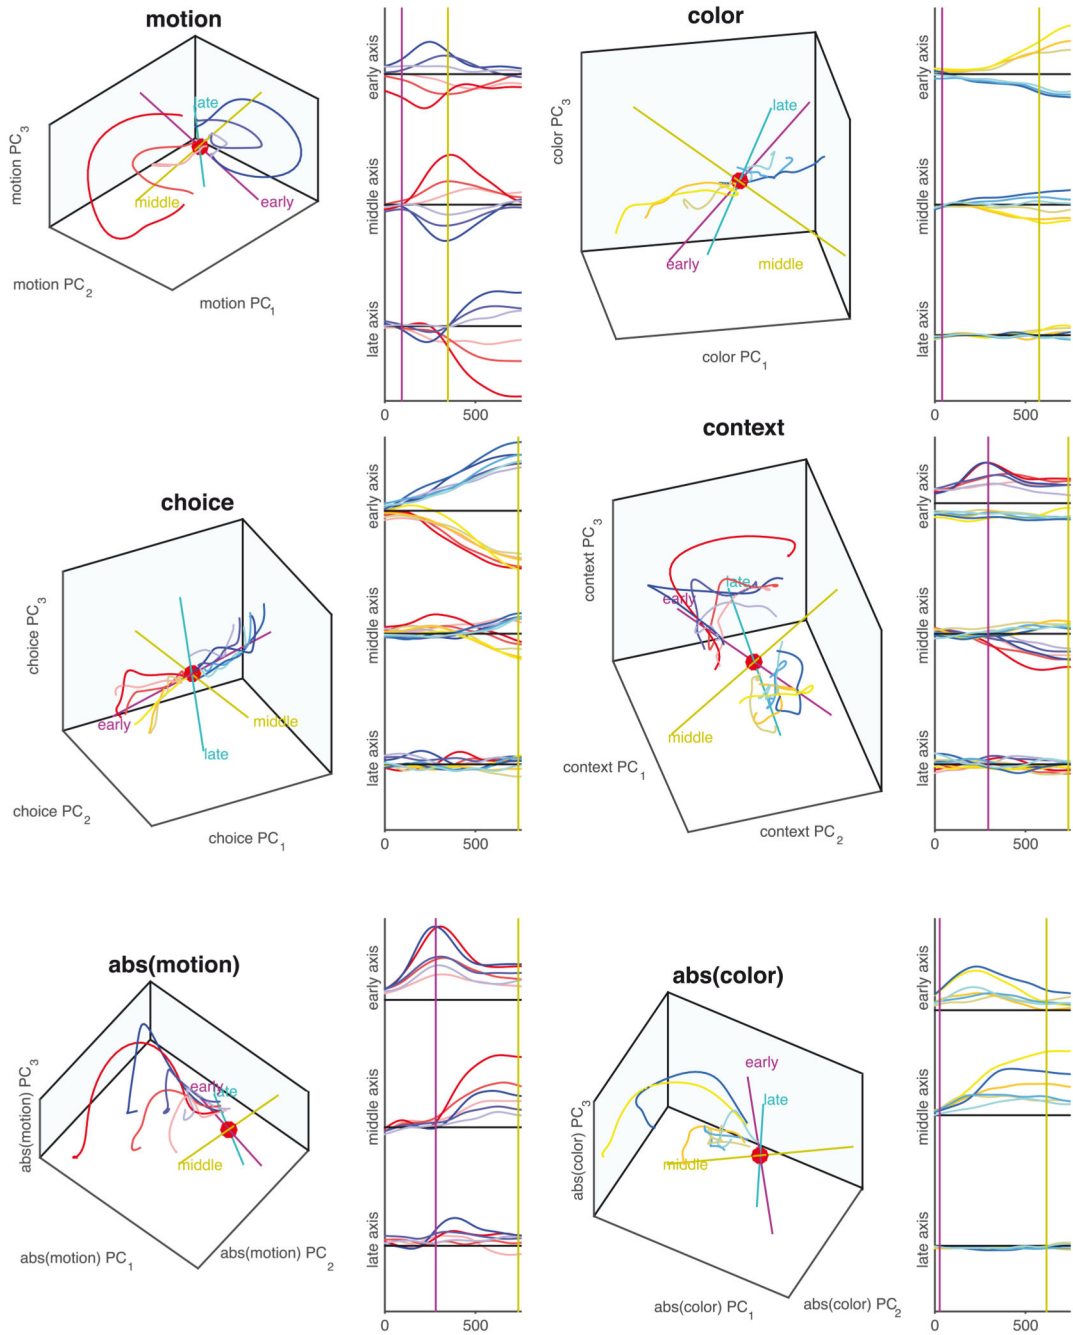 motion
motion PC3
motion PC2
motion PC1
late
middle
early
early axis
middle axis
late axis
0
500
color
color PC3
color PC1
late
early
middle
early axis
middle axis
late axis
0
500
choice
choice PC3
choice PC2
choice PC1
early
middle
late
early axis
middle axis
late axis
0
500
context
context PC3
context PC1
context PC2
late
early
middle
early axis
middle axis
late axis
0
500
abs(motion)
abs(motion) PC3
abs(motion) PC1
abs(motion) PC2
early
late
middle
early axis
middle axis
late axis
0
500
abs(color)
abs(color) PC3
abs(color) PC1
abs(color) PC2
early
late
middle
early axis
middle axis
late axis
0
500